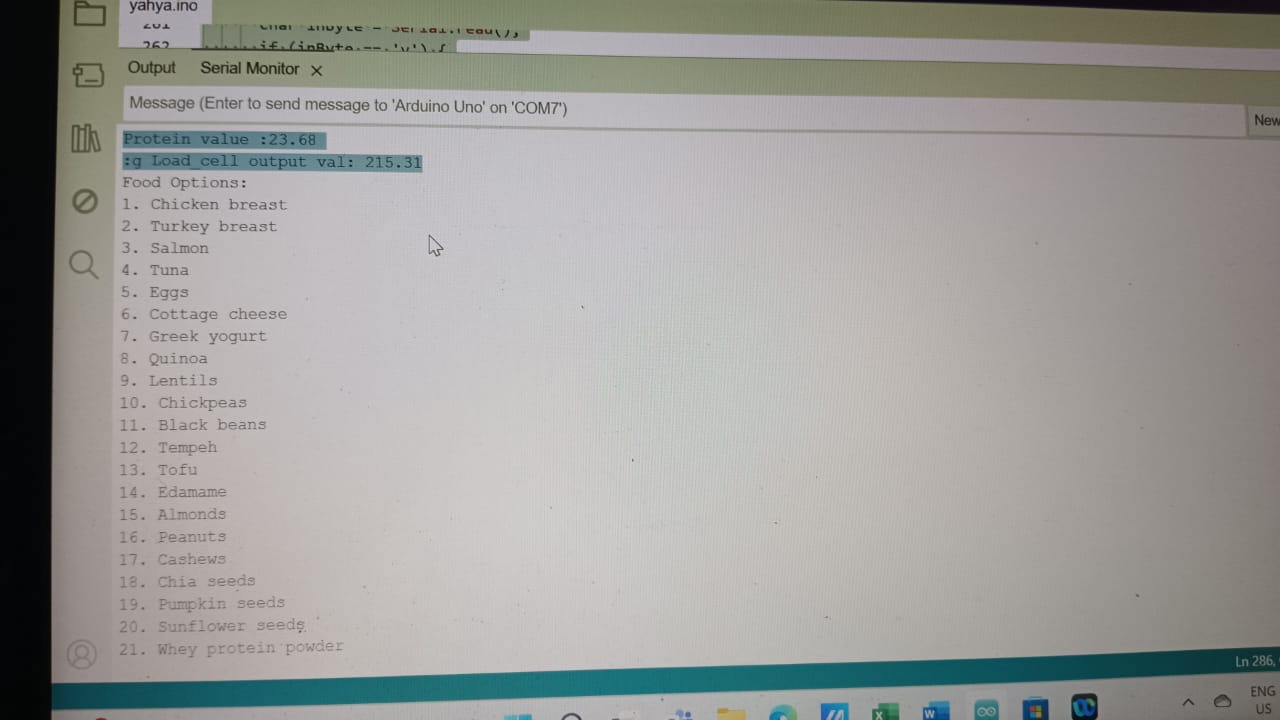 yahya.ino
261 char inByte = Serial.read();
262 if (inByte == 'y') {
Output Serial Monitor
Message (Enter to send message to 'Arduino Uno' on 'COM7')
New
Protein value :23.68
:g Load_cell output val: 215.31
Food Options:
1. Chicken breast
2. Turkey breast
3. Salmon
4. Tuna
5. Eggs
6. Cottage cheese
7. Greek yogurt
8. Quinoa
9. Lentils
10. Chickpeas
11. Black beans
12. Tempeh
13. Tofu
14. Edamame
15. Almonds
16. Peanuts
17. Cashews
18. Chia seeds
19. Pumpkin seeds
20. Sunflower seeds
21. Whey protein powder
Ln 286,
ENG
US